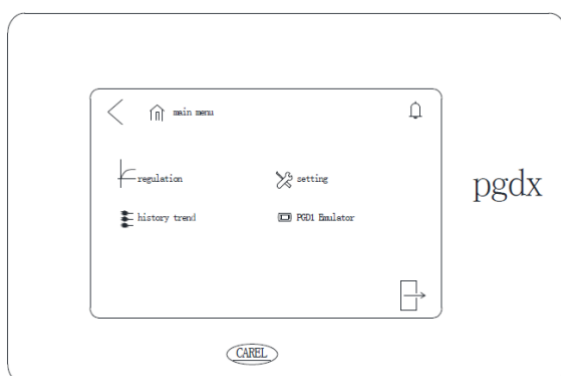 main menu
regulation
setting
history trend
PGD1 Emulator
pgdx
CAREL